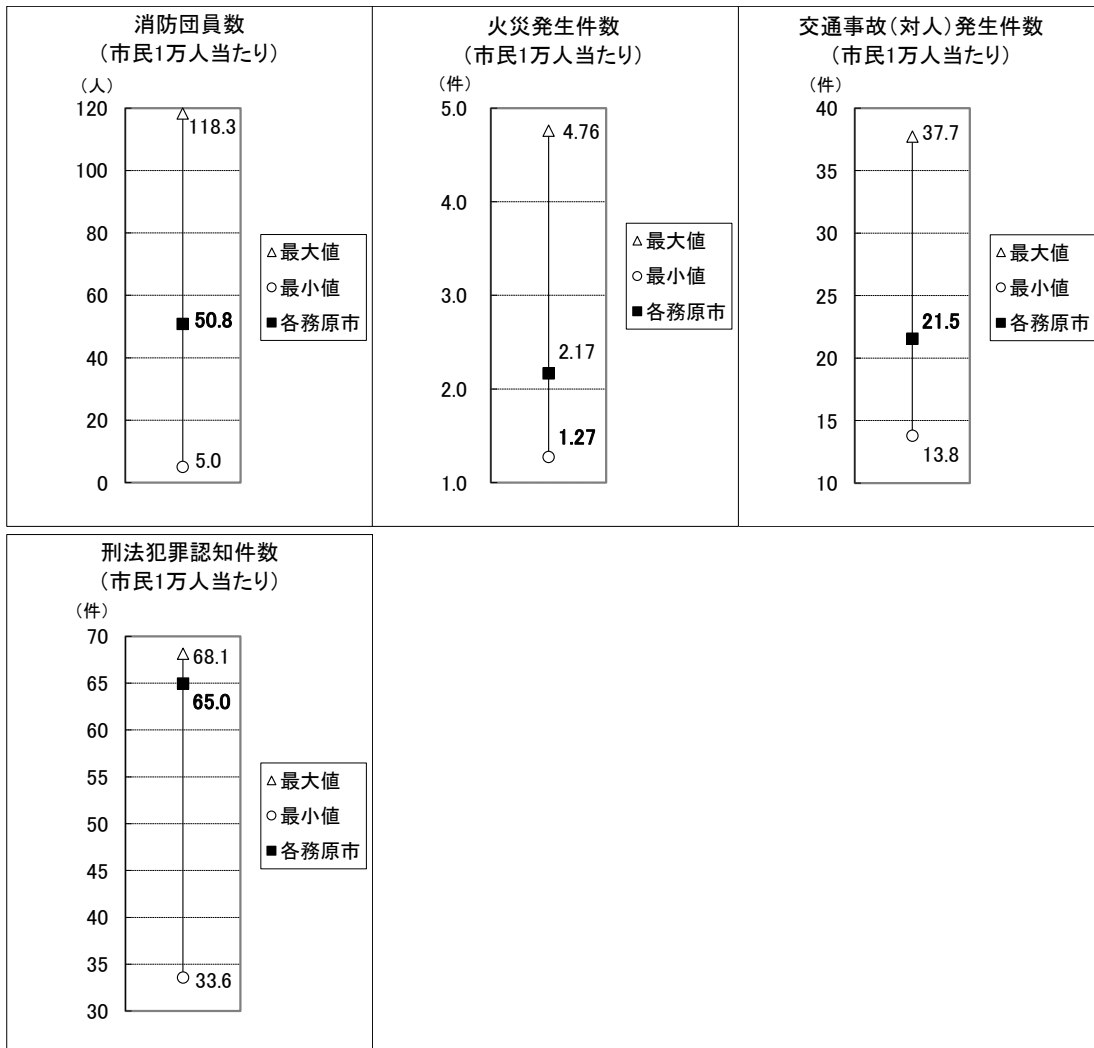 消防団員数
(市民1万人当たり)
(人)
120
100
80
60
40
20
0
118.3
50.8
5.0
△最大値
○最小値
■各務原市
火災発生件数
(市民1万人当たり)
(件)
5.0
4.0
3.0
2.0
1.0
4.76
2.17
1.27
△最大値
○最小値
■各務原市
交通事故(対人)発生件数
(市民1万人当たり)
(件)
40
35
30
25
20
15
10
37.7
21.5
13.8
△最大値
○最小値
■各務原市
刑法犯罪認知件数
(市民1万人当たり)
(件)
70
65
60
55
50
45
40
35
30
68.1
65.0
33.6
△最大値
○最小値
■各務原市